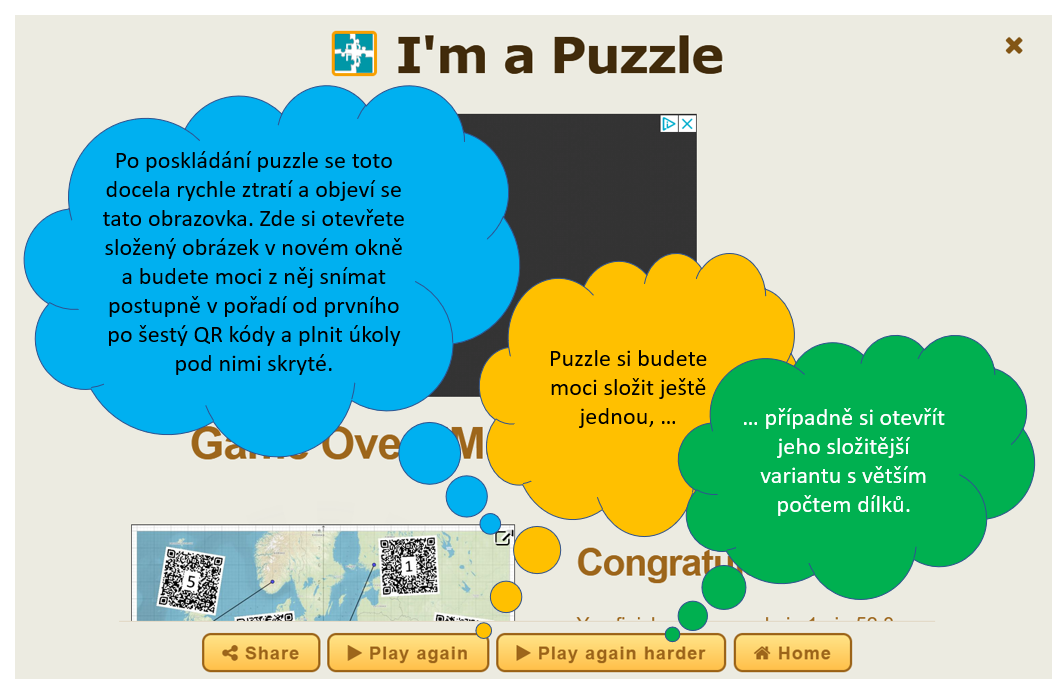 I'm a Puzzle
Po poskládání puzzle se toto
docela rychle ztratí a objeví se
tato obrazovka. Zde si otevřete
složený obrázek v novém okně
a budete moci z něj snímat
postupně v pořadí od prvního
po šestý QR kódy a plnit úkoly
pod nimi skryté.
Puzzle si budete
moci složit ještě
jednou, …
… případně si otevřít
jeho složitější
variantu s větším
počtem dílků.
Game Over
5
1
Share
Play again
Play again harder
Home